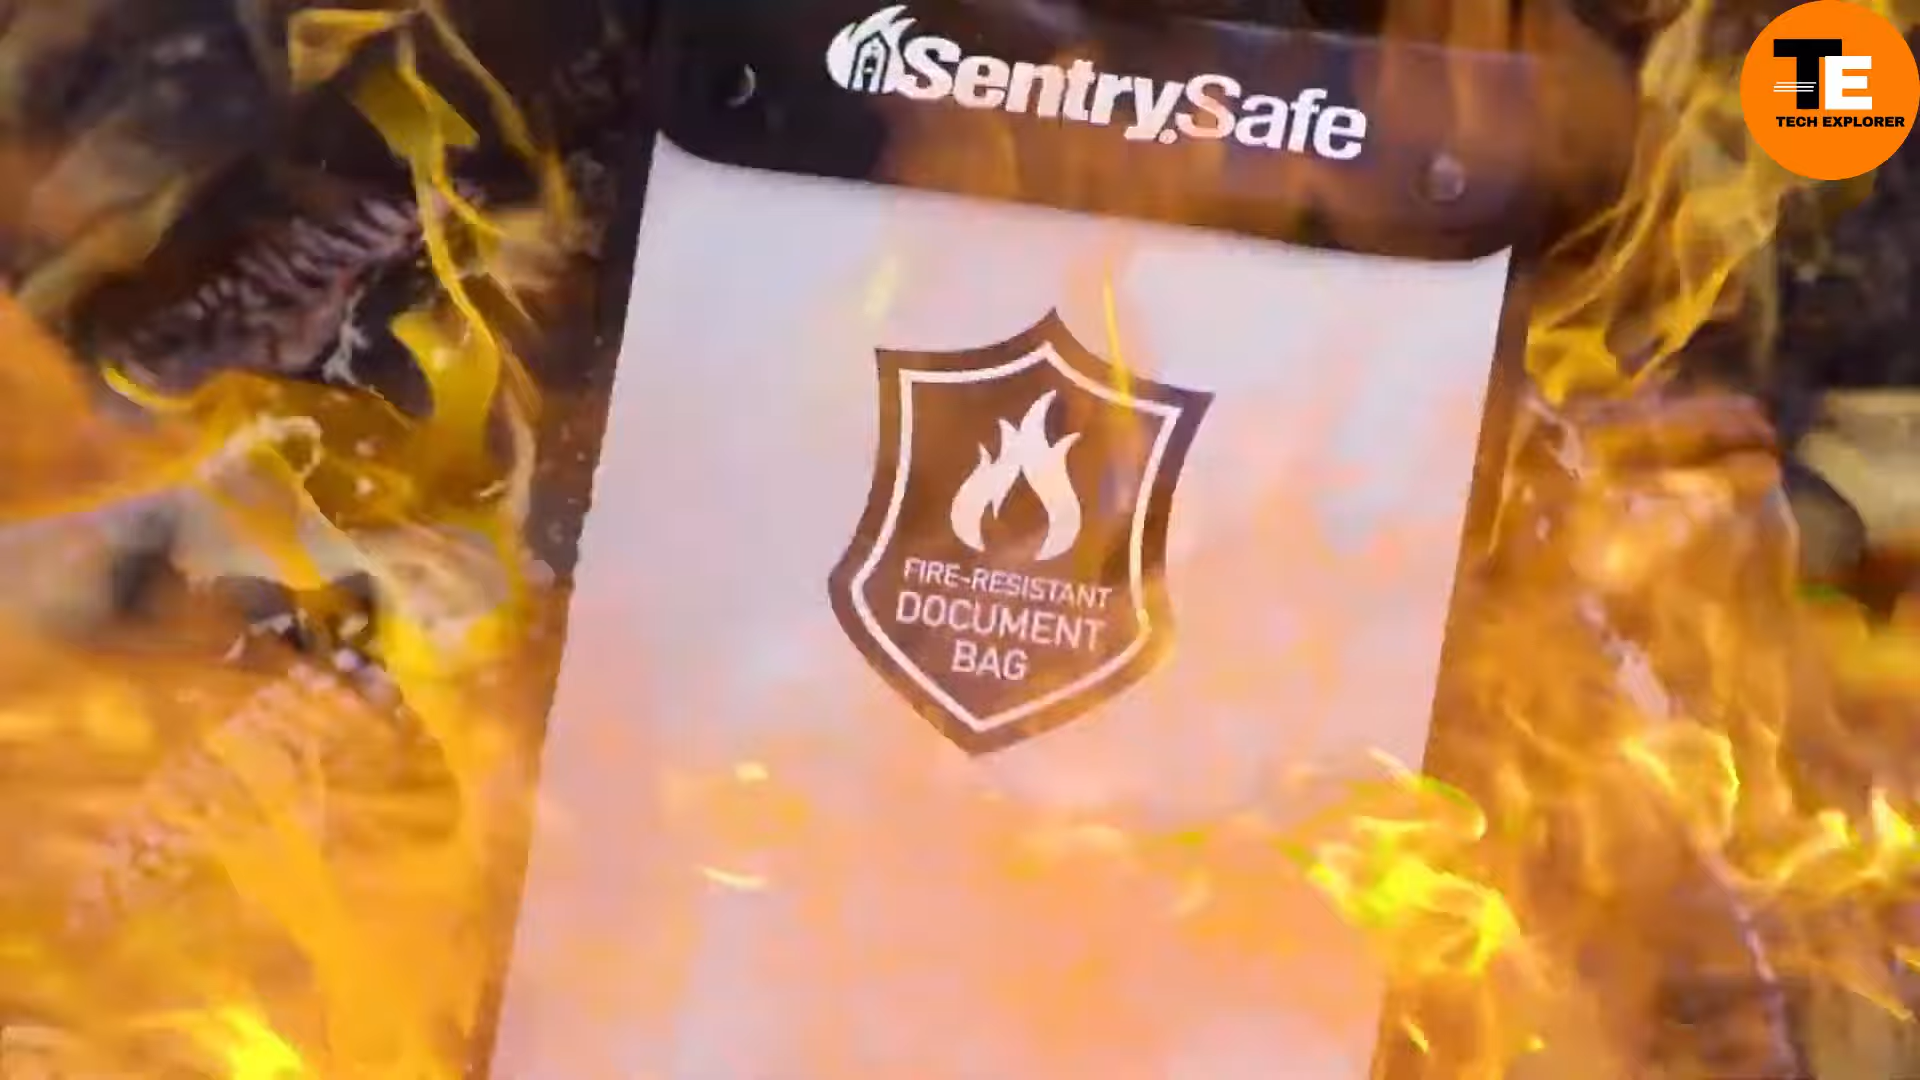 SentrySafe
TE
TECH EXPLORER
FIRE-RESISTANT
DOCUMENT
BAG